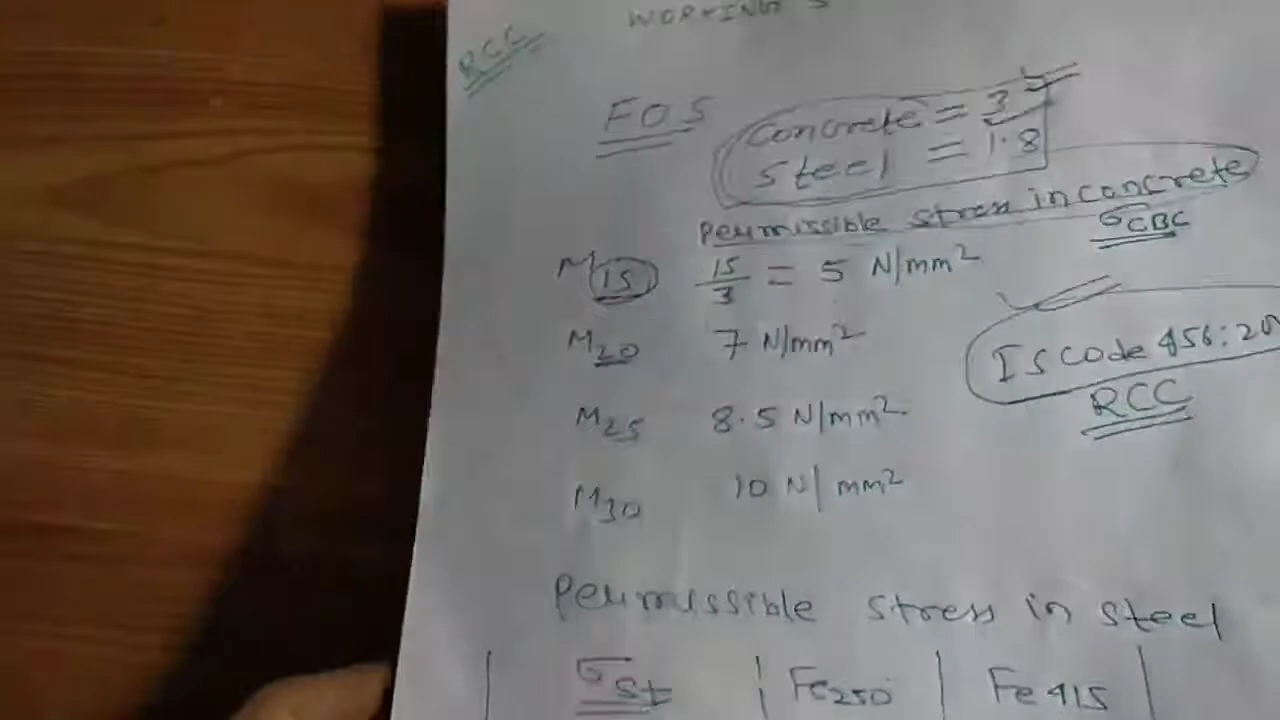 WORKING S
RCC
FOS
Concrete = 3
Steel = 1.8
Permissible stress in concrete
σCBC
M15 15/3 = 5 N/mm²
M20 7 N/mm²
IS Code 456:20
RCC
M25 8.5 N/mm²
M30 10 N/mm²
Permissible stress in steel
σst | Fe250 | Fe415 |